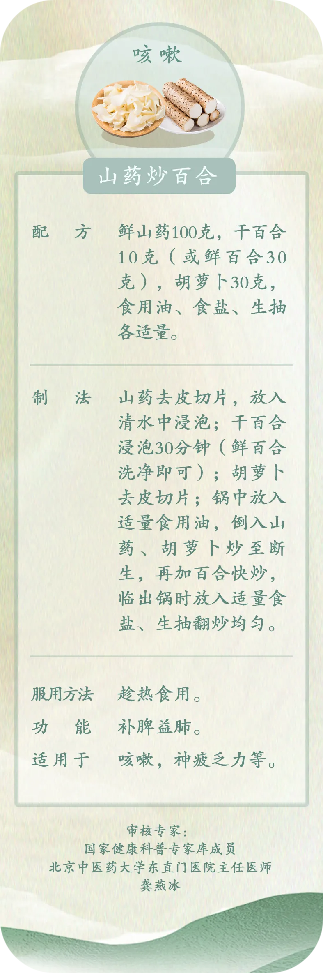 咳嗽
山药炒百合
配方 鲜山药100克，干百合
10克（或鲜百合30
克），胡萝卜30克，
食用油、食盐、生抽
各适量。
制法 山药去皮切片，放入
清水中浸泡；干百合
浸泡30分钟（鲜百合
洗净即可）；胡萝卜
去皮切片；锅中放入
适量食用油，倒入山
药、胡萝卜炒至断
生，再加百合快炒，
临出锅时放入适量食
盐、生抽翻炒均匀。
服用方法 趁热食用。
功能 补脾益肺。
适用于 咳嗽，神疲乏力等。
审核专家：
国家健康科普专家库成员
北京中医药大学东直门医院主任医师
龚燕冰